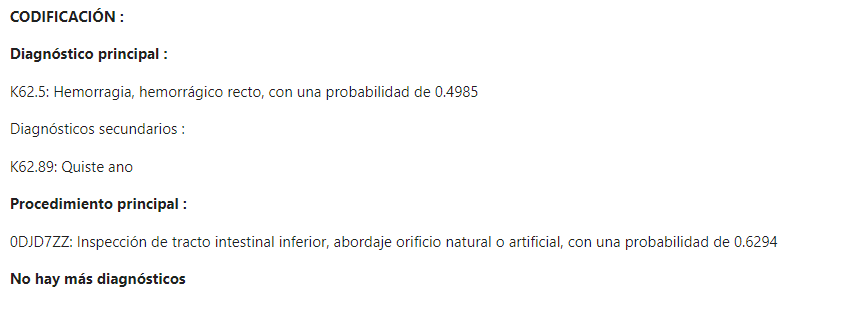 CODIFICACIÓN :
Diagnóstico principal :
K62.5: Hemorragia, hemorrágico recto, con una probabilidad de 0.4985
Diagnósticos secundarios :
K62.89: Quiste ano
Procedimiento principal :
0DJD7ZZ: Inspección de tracto intestinal inferior, abordaje orificio natural o artificial, con una probabilidad de 0.6294
No hay más diagnósticos